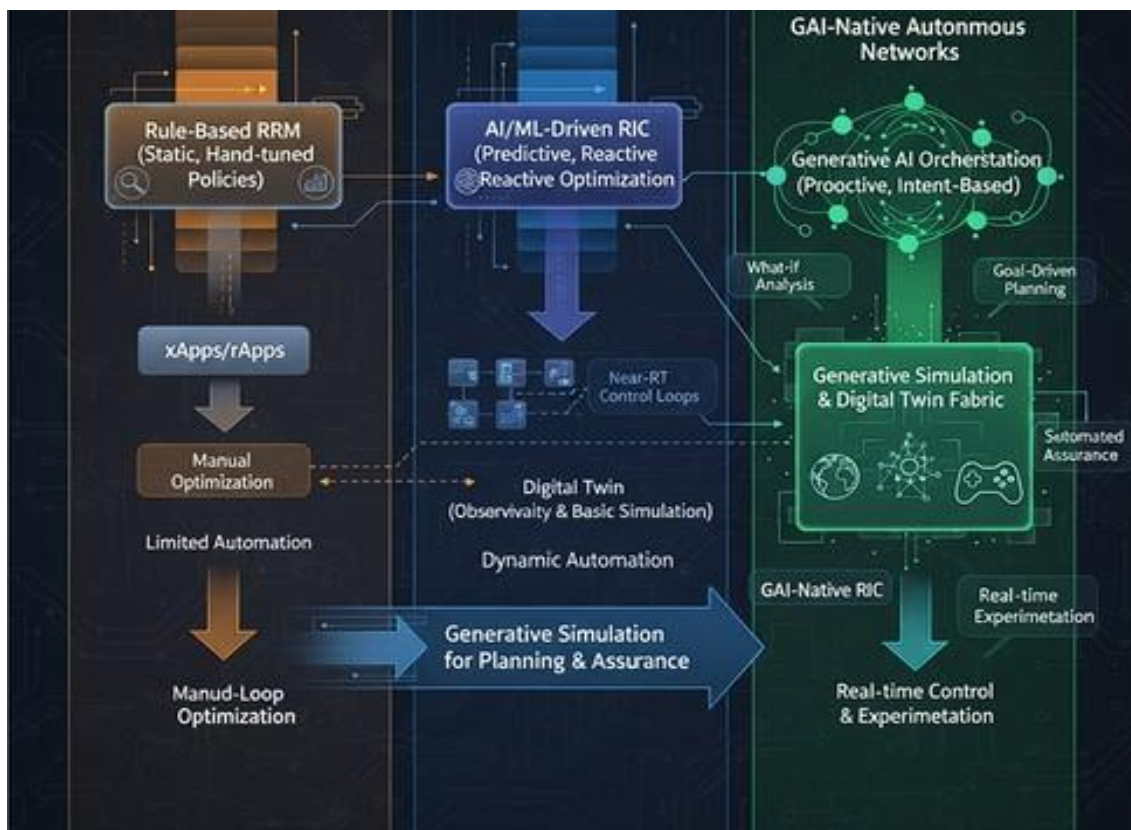 GAI-Native Autonmous
Networks
Rule-Based RRM
(Static, Hand-tuned
Policies)
AI/ML-Driven RIC
(Predictive, Reactive
Reactive Optimization
Generative AI Orcherstation
(Prooctive, Intent-Based)
What-if
Analysis
Goal-Driven
Planning
xApps/rApps
Near-RT
Control Loops
Generative Simulation
& Digital Twin Fabric
Sutomated
Assurance
Manual
Optimization
Digital Twin
(Observivaity & Basic Simulation)
Limited Automation
Dynamic Automation
GAI-Native RIC
Real-time
Experimetation
Generative Simulation
for Planning & Assurance
Manud-Loop
Optimization
Real-time Control
& Experimetation